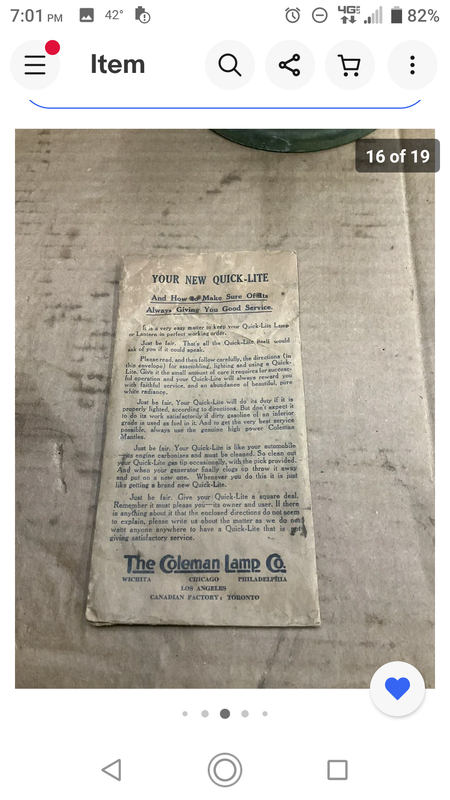 7:01 PM 42° 4GE 82%
Item
16 of 19
YOUR NEW QUICK-LITE
And How to Make Sure Of Its
Always Giving You Good Service.
It is a very easy matter to keep your Quick-Lite Lamp
or Lantern in perfect working order.
Just be fair. That's all the Quick-Lite itself would
ask of you if it could speak.
Please read, and then follow carefully, the directions (in
this envelope) for assembling, lighting and using a Quick-
Lite. Give it the small amount of care it requires for success-
ful operation and your Quick-Lite will always reward you
with faithful service, and an abundance of beautiful, pure
white radiance.
Just be fair. Your Quick-Lite will do its duty if it is
properly lighted, according to directions. But don't expect it
to do its work satisfactorily if dirty gasoline of an inferior
grade is used as fuel in it. And to get the very best service
possible, always use the genuine high power Coleman
Mantles.
Just be fair. Your Quick-Lite is like your automobile
its engine carbonizes and must be cleaned. So clean out
your Quick-Lite gas tip occasionally, with the pick provided.
And when your generator finally clogs up throw it away
and put on a new one. Whenever you do this it is just
like getting a brand new Quick-Lite.
Just be fair. Give your Quick-Lite a square deal.
Remember it must please you—its owner and user. If there
is anything about it that the enclosed directions do not seem
to explain, please write us about the matter as we do not
want anyone anywhere to have a Quick-Lite that is not
giving satisfactory service.
The Coleman Lamp Co.
WICHITA CHICAGO PHILADELPHIA
LOS ANGELES
CANADIAN FACTORY: TORONTO